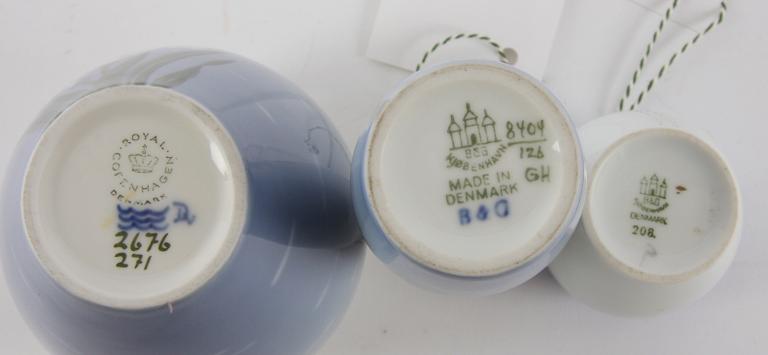 ROYAL
COPENHAGEN
DENMARK
2676
271
B&G
KJØBENHAVN
MADE IN
DENMARK
B & G
8404
126
GH
B&G
DENMARK
208.